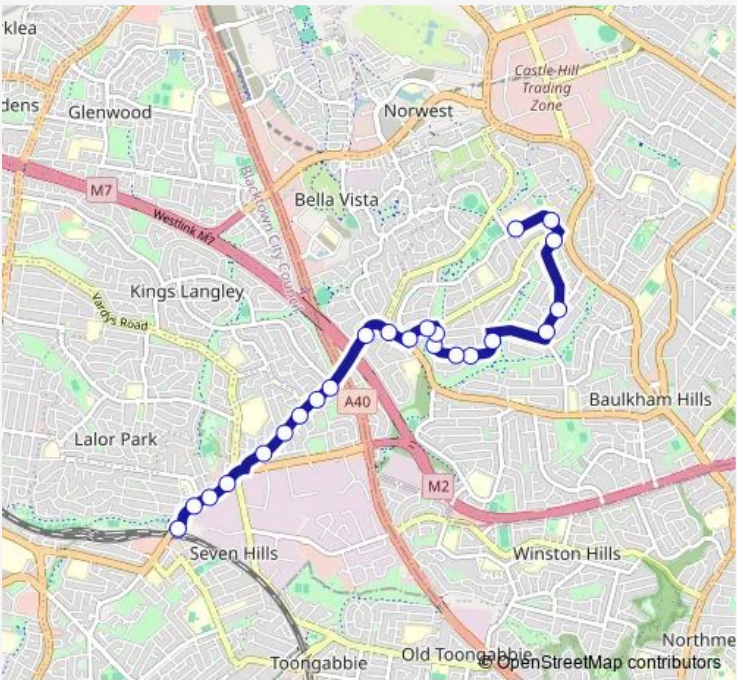 klea
dens
Glenwood
Castle Hill
Trading
Zone
Norwest
M7
Westlink M7
Blacktown City Council
Bella Vista
Kings Langley
Vardys Road
A40
Baulkham Hills
Lalor Park
M2
Seven Hills
Winston Hills
Northme
Toongabbie
Old Toongabbie
© OpenStreetMap contributors